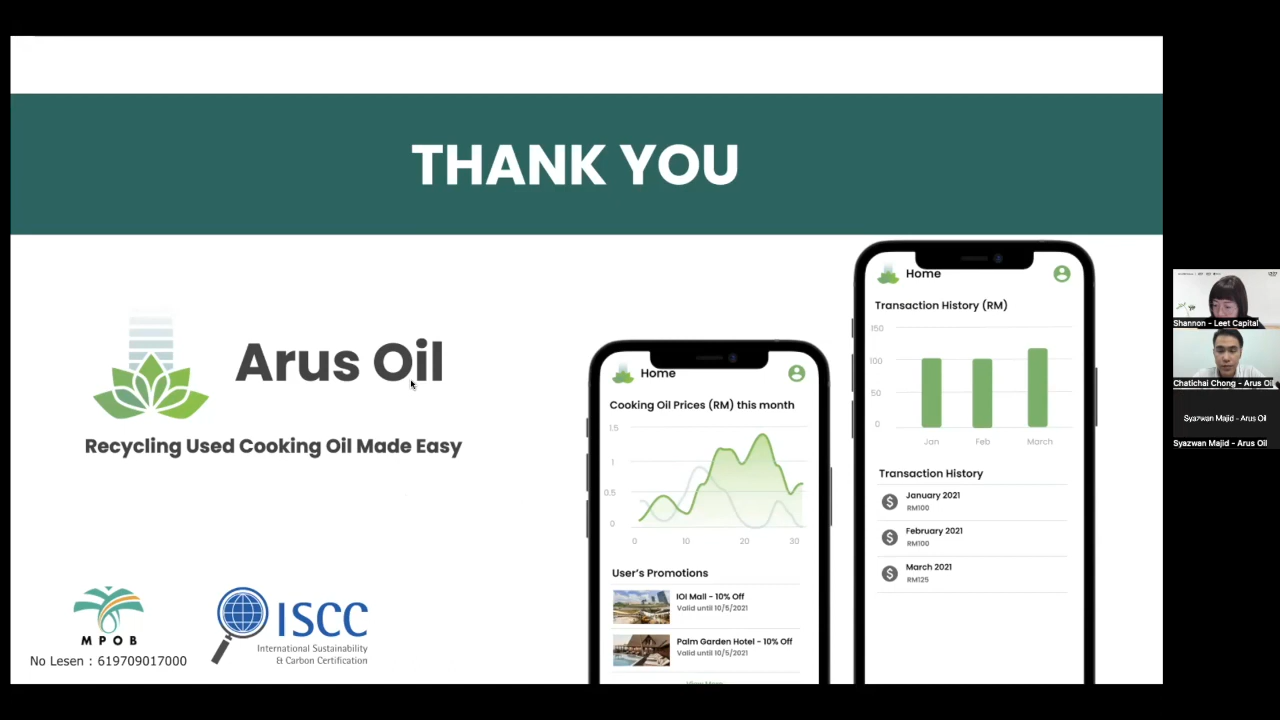 THANK YOU
Arus Oil
Recycling Used Cooking Oil Made Easy
MPOB
No Lesen : 619709017000
ISCC
International Sustainability
& Carbon Certification
Home
Cooking Oil Prices (RM) this month
1.5
1
0.5
0
0 10 20 30
User's Promotions
IOI Mall - 10% Off
Valid until 10/5/2021
Palm Garden Hotel - 10% Off
Valid until 10/5/2021
Home
Transaction History (RM)
150
100
50
0
Jan Feb March
Transaction History
January 2021
RM100
February 2021
RM100
March 2021
RM125
Shannon - Leet Capital
Chatichai Chong - Arus Oil
Syazwan Majid - Arus Oil
Syazwan Majid - Arus Oil